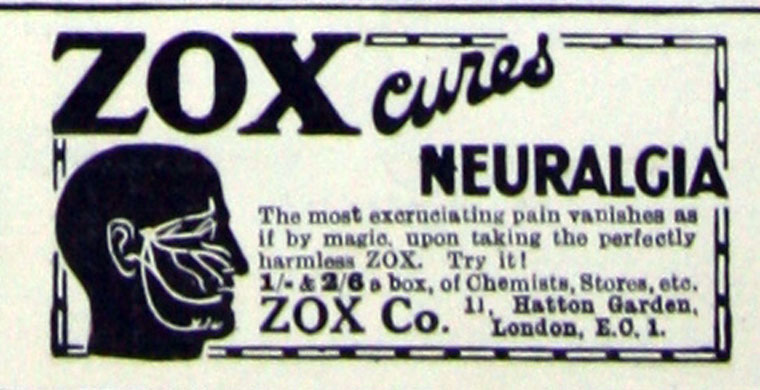 ZOX cures
NEURALGIA
The most excruciating pain vanishes as
if by magic, upon taking the perfectly
harmless ZOX. Try it!
1/- & 2/6 a box, of Chemists, Stores, etc.
ZOX Co. 11, Hatton Garden,
London, E.C. 1.